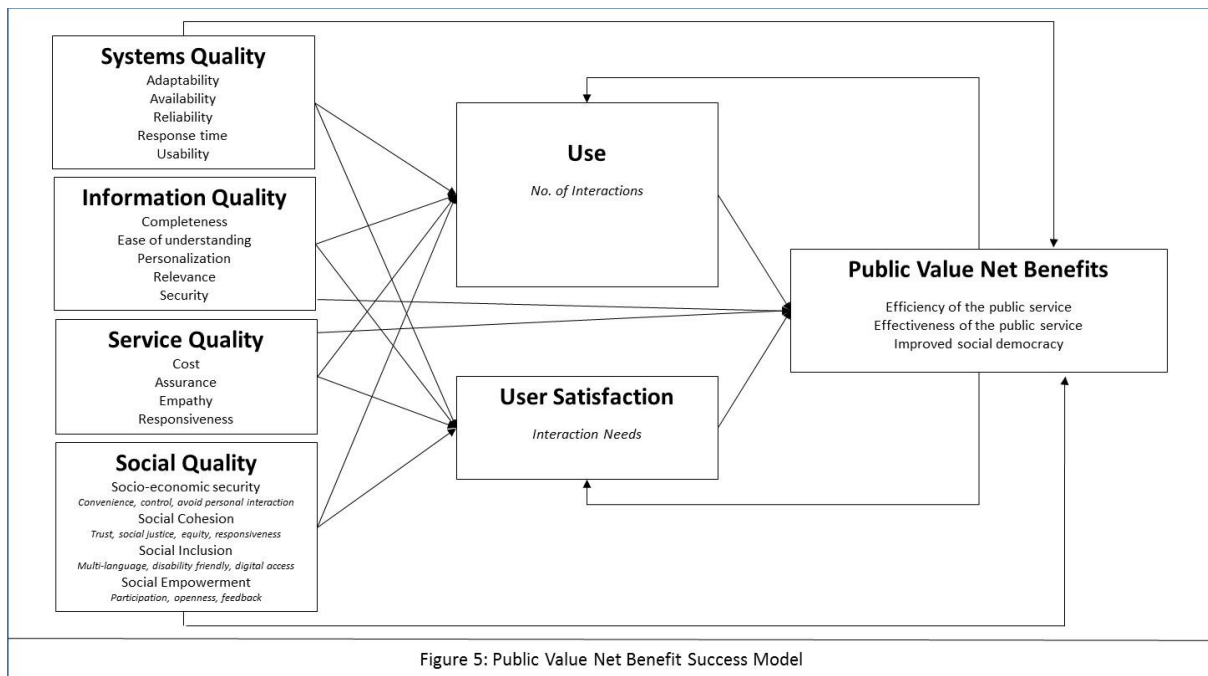 Systems Quality
Adaptability
Availability
Reliability
Response time
Usability
Information Quality
Completeness
Ease of understanding
Personalization
Relevance
Security
Service Quality
Cost
Assurance
Empathy
Responsiveness
Social Quality
Socio-economic security
Convenience, control, avoid personal interaction
Social Cohesion
Trust, social justice, equity, responsiveness
Social Inclusion
Multi-language, disability friendly, digital access
Social Empowerment
Participation, openness, feedback
Use
No. of Interactions
User Satisfaction
Interaction Needs
Public Value Net Benefits
Efficiency of the public service
Effectiveness of the public service
Improved social democracy
Figure 5: Public Value Net Benefit Success Model